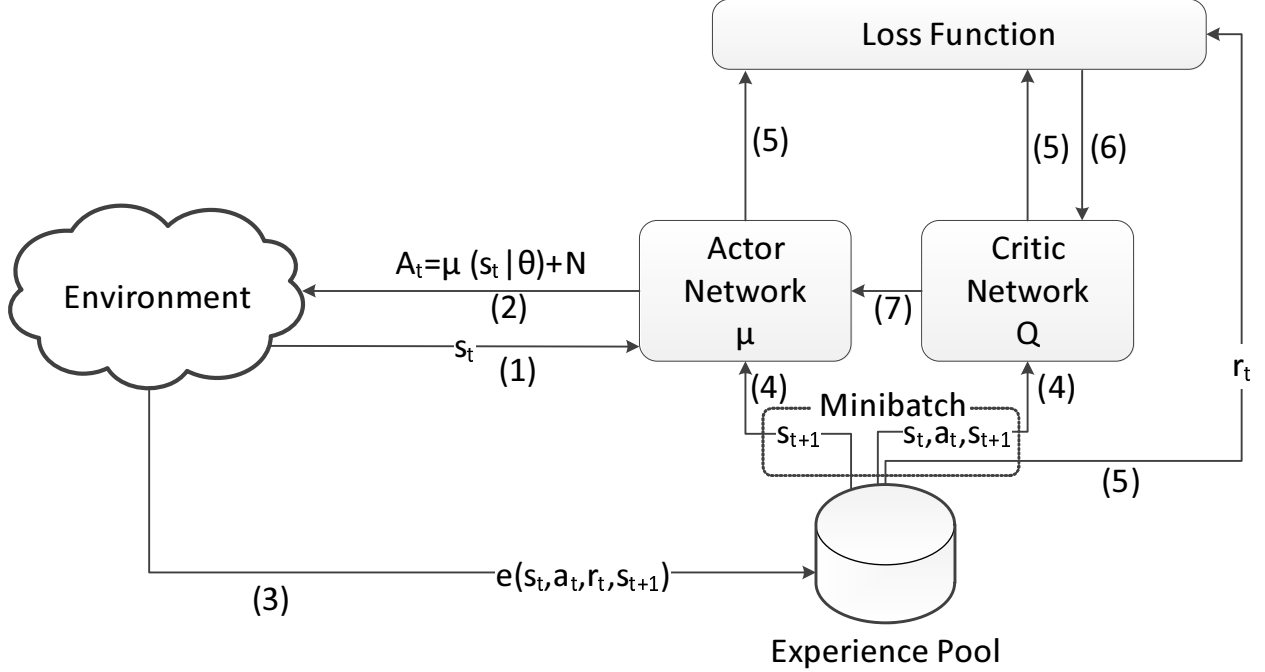 Loss Function
(5)
(5)
(6)
Actor
Network
μ
Critic
Network
Q
Environment
Aₜ=μ (sₜ|θ)+N
(2)
(7)
sₜ
(1)
rₜ
(4)
(4)
Minibatch
sₜ₊₁
sₜ,aₜ,sₜ₊₁
(5)
e(sₜ,aₜ,rₜ,sₜ₊₁)
(3)
Experience Pool